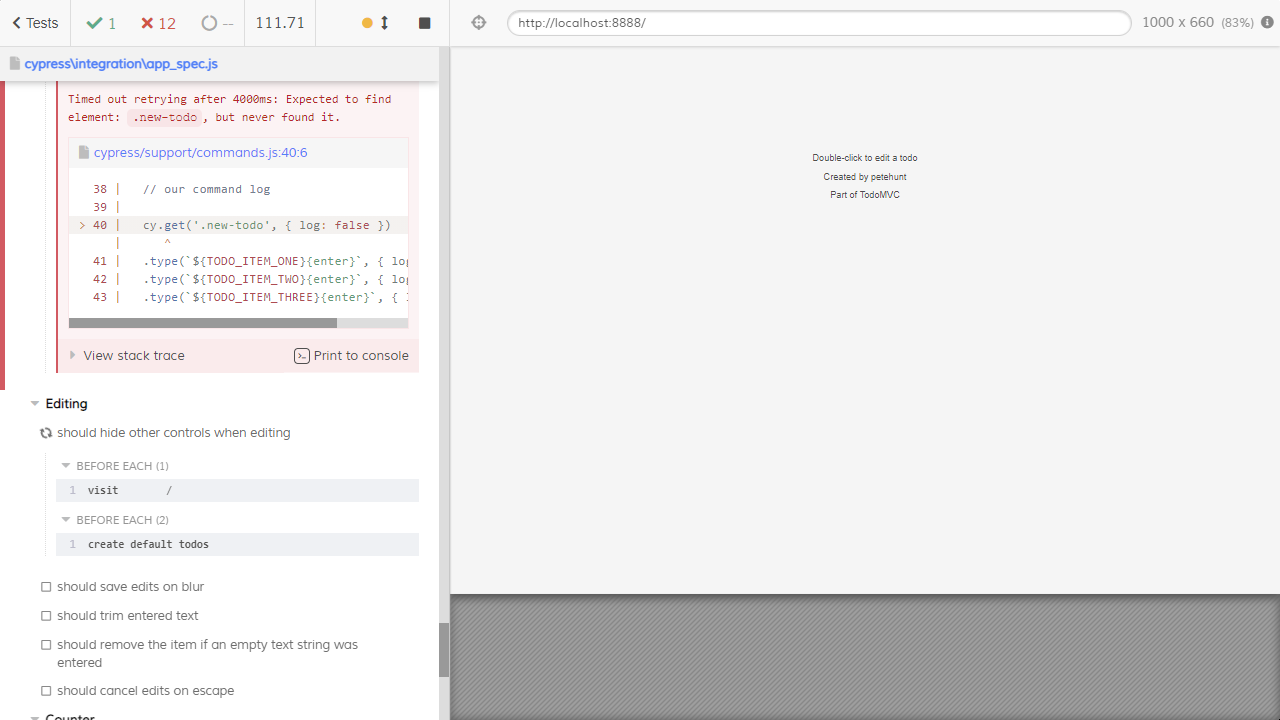 Tests
1
12
--
111.71
http://localhost:8888/
1000 x 660 (83%)
cypress\integration\app_spec.js
Timed out retrying after 4000ms: Expected to find
element: .new-todo, but never found it.
cypress/support/commands.js:40:6
38 | // our command log
39 |
> 40 | cy.get('.new-todo', { log: false })
| ^
41 | .type(`${TODO_ITEM_ONE}{enter}`, { log
42 | .type(`${TODO_ITEM_TWO}{enter}`, { log
43 | .type(`${TODO_ITEM_THREE}{enter}`, { l
View stack trace
Print to console
Editing
should hide other controls when editing
BEFORE EACH (1)
1 visit /
BEFORE EACH (2)
1 create default todos
should save edits on blur
should trim entered text
should remove the item if an empty text string was
entered
should cancel edits on escape
Counter
Double-click to edit a todo
Created by petehunt
Part of TodoMVC